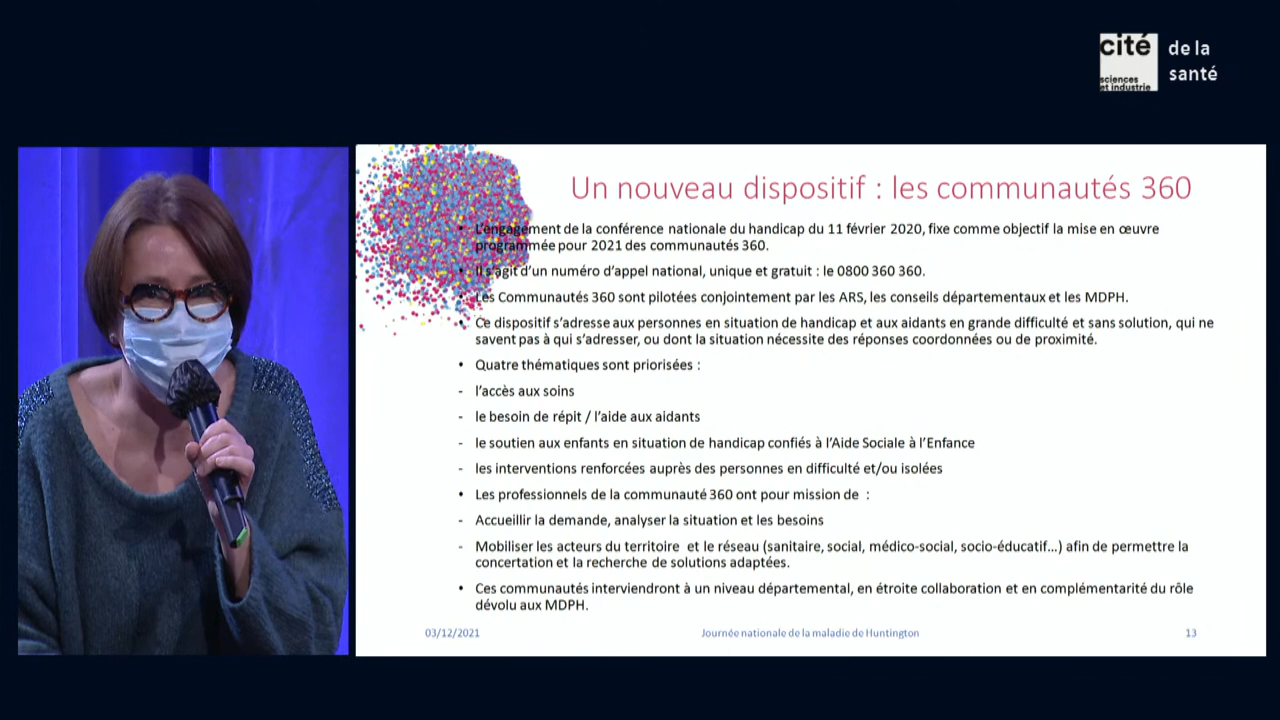 cité
sciences
et industrie
de la
santé
Un nouveau dispositif : les communautés 360
• L'engagement de la conférence nationale du handicap du 11 février 2020, fixe comme objectif la mise en œuvre
programmée pour 2021 des communautés 360.
• Il s'agit d'un numéro d'appel national, unique et gratuit : le 0800 360 360.
• Les Communautés 360 sont pilotées conjointement par les ARS, les conseils départementaux et les MDPH.
• Ce dispositif s'adresse aux personnes en situation de handicap et aux aidants en grande difficulté et sans solution, qui ne
savent pas à qui s'adresser, ou dont la situation nécessite des réponses coordonnées ou de proximité.
• Quatre thématiques sont priorisées :
- l'accès aux soins
- le besoin de répit / l'aide aux aidants
- le soutien aux enfants en situation de handicap confiés à l'Aide Sociale à l'Enfance
- les interventions renforcées auprès des personnes en difficulté et/ou isolées
• Les professionnels de la communauté 360 ont pour mission de :
- Accueillir la demande, analyser la situation et les besoins
- Mobiliser les acteurs du territoire et le réseau (sanitaire, social, médico-social, socio-éducatif...) afin de permettre la
concertation et la recherche de solutions adaptées.
• Ces communautés interviendront à un niveau départemental, en étroite collaboration et en complémentarité du rôle
dévolu aux MDPH.
03/12/2021
Journée nationale de la maladie de Huntington
13